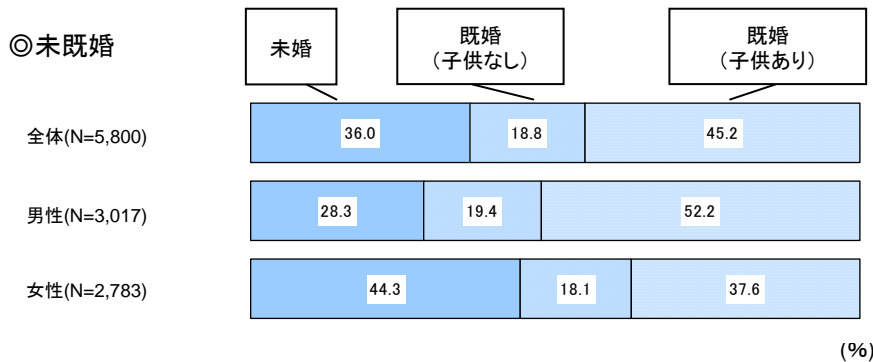 ◎未既婚
未婚
既婚
（子供なし）
既婚
（子供あり）
全体(N=5,800)
36.0
18.8
45.2
男性(N=3,017)
28.3
19.4
52.2
女性(N=2,783)
44.3
18.1
37.6
(%)